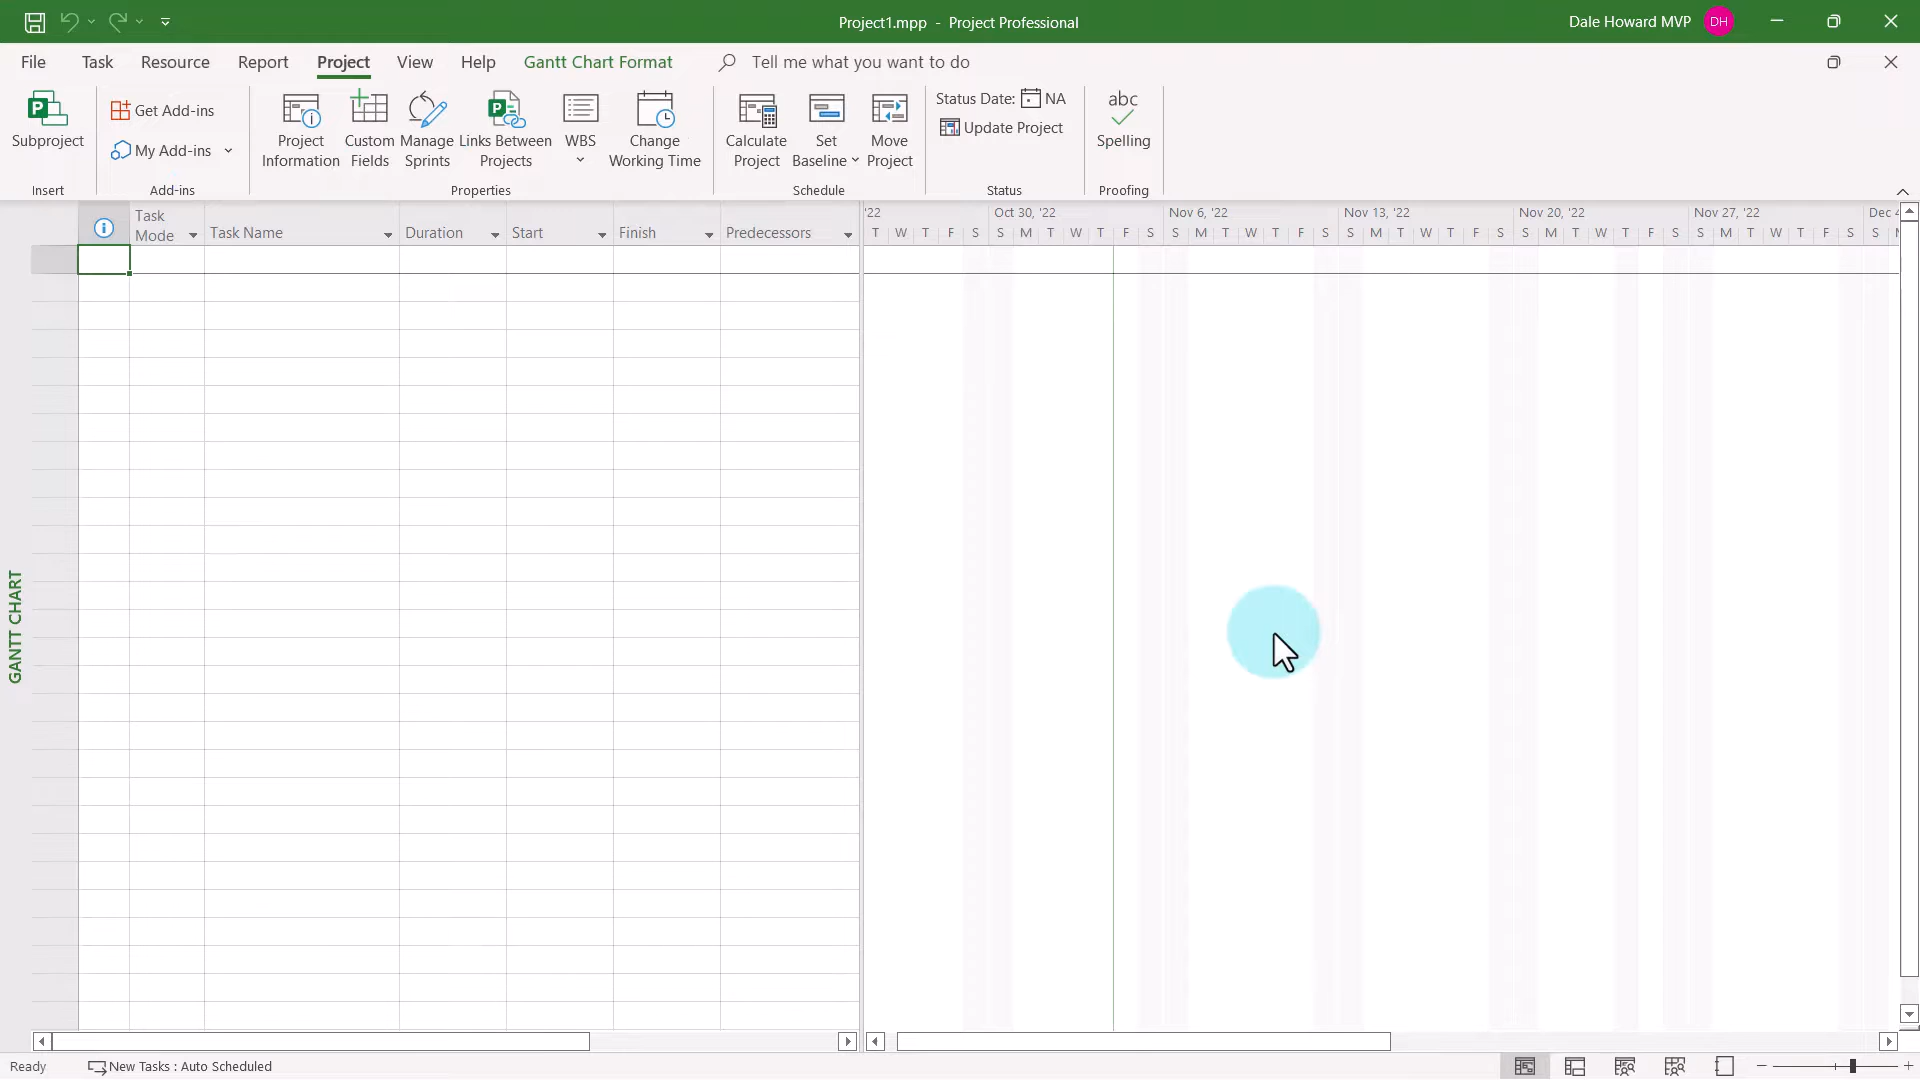 Project1.mpp - Project Professional
Dale Howard MVP DH
File Task Resource Report Project View Help Gantt Chart Format Tell me what you want to do
Subproject
Insert
Get Add-ins
My Add-ins
Add-ins
Project
Information
Custom
Fields
Manage
Sprints
Links Between
Projects
WBS
Change
Working Time
Properties
Calculate
Project
Set
Baseline
Move
Project
Schedule
Status Date: NA
Update Project
Status
abc
Spelling
Proofing
Task
Mode
Task Name
Duration
Start
Finish
Predecessors
'22 Oct 30, '22 Nov 6, '22 Nov 13, '22 Nov 20, '22 Nov 27, '22 Dec 4
T W T F S S M T W T F S S M T W T F S S M T W T F S S M T W T F S S M T W T F S S
GANTT CHART
Ready New Tasks : Auto Scheduled